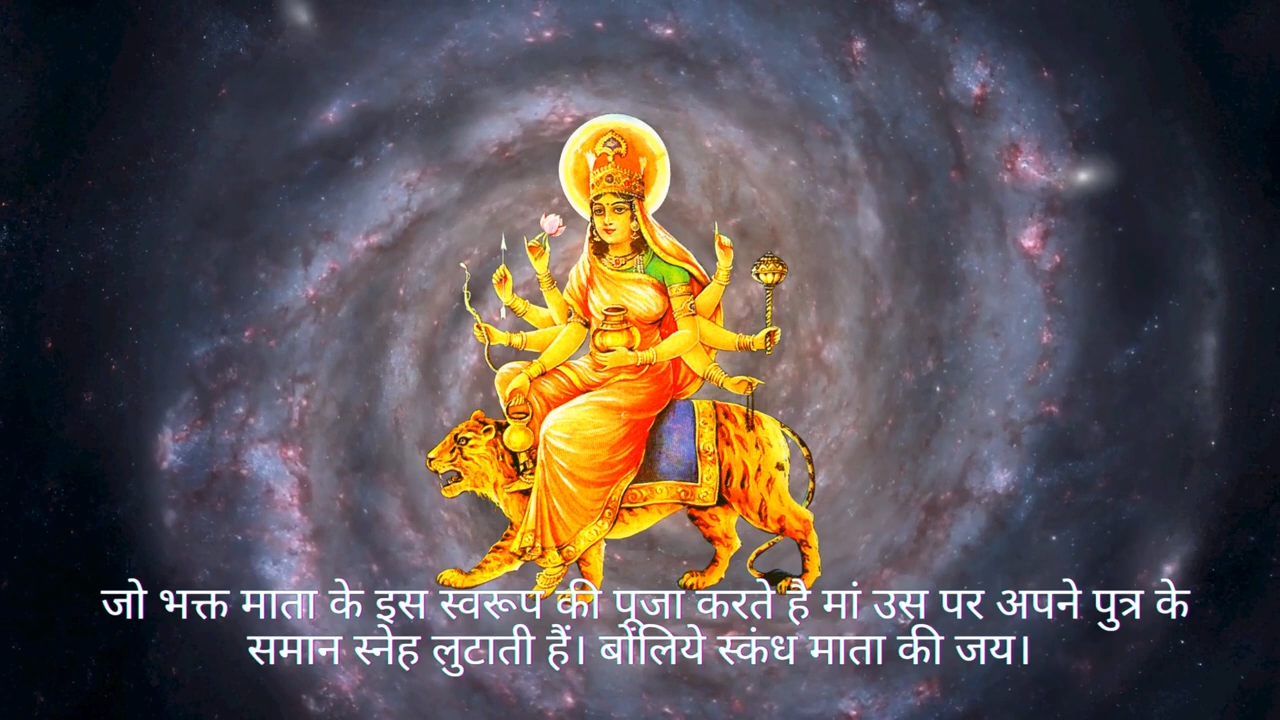 जो भक्त माता के इस स्वरूप की पूजा करते है मां उस पर अपने पुत्र के
समान स्नेह लुटाती हैं। बोलिये स्कंध माता की जय।